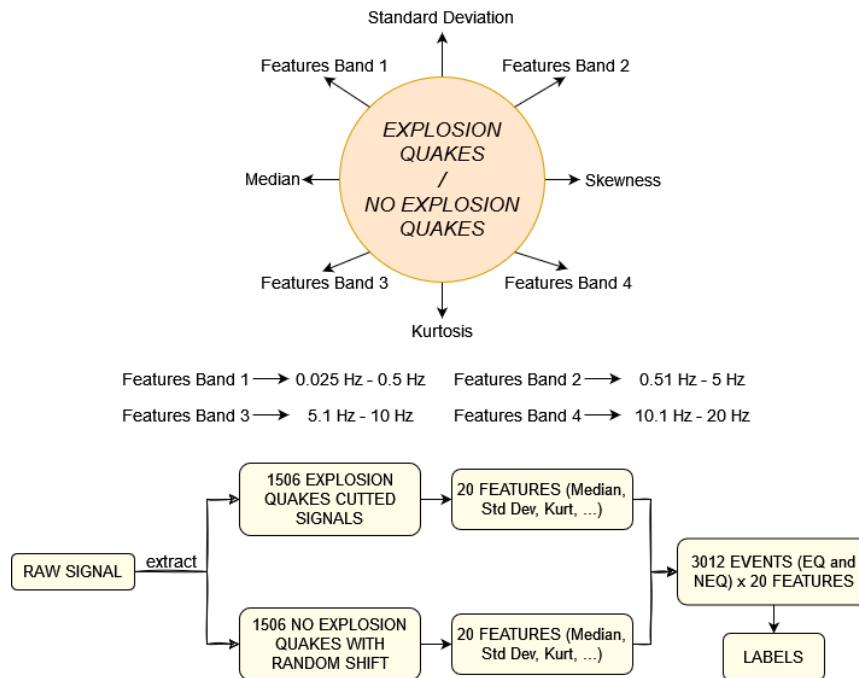 Standard Deviation
Features Band 1
Features Band 2
EXPLOSION
QUAKES
/
NO EXPLOSION
QUAKES
Median
Skewness
Features Band 3
Features Band 4
Kurtosis
Features Band 1 0.025 Hz - 0.5 Hz Features Band 2 0.51 Hz - 5 Hz
Features Band 3 5.1 Hz - 10 Hz Features Band 4 10.1 Hz - 20 Hz
RAW SIGNAL
extract
1506 EXPLOSION
QUAKES CUTTED
SIGNALS
20 FEATURES (Median,
Std Dev, Kurt, ...)
1506 NO EXPLOSION
QUAKES WITH
RANDOM SHIFT
20 FEATURES (Median,
Std Dev, Kurt, ...)
3012 EVENTS (EQ and
NEQ) x 20 FEATURES
LABELS